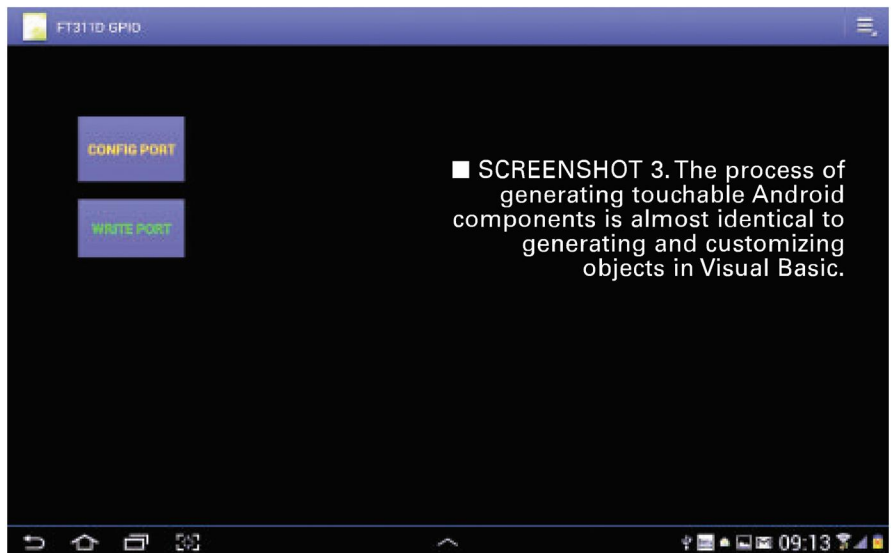 FT311D GPIO
CONFIG PORT
WRITE PORT
■ SCREENSHOT 3. The process of
generating touchable Android
components is almost identical to
generating and customizing
objects in Visual Basic.
09:13